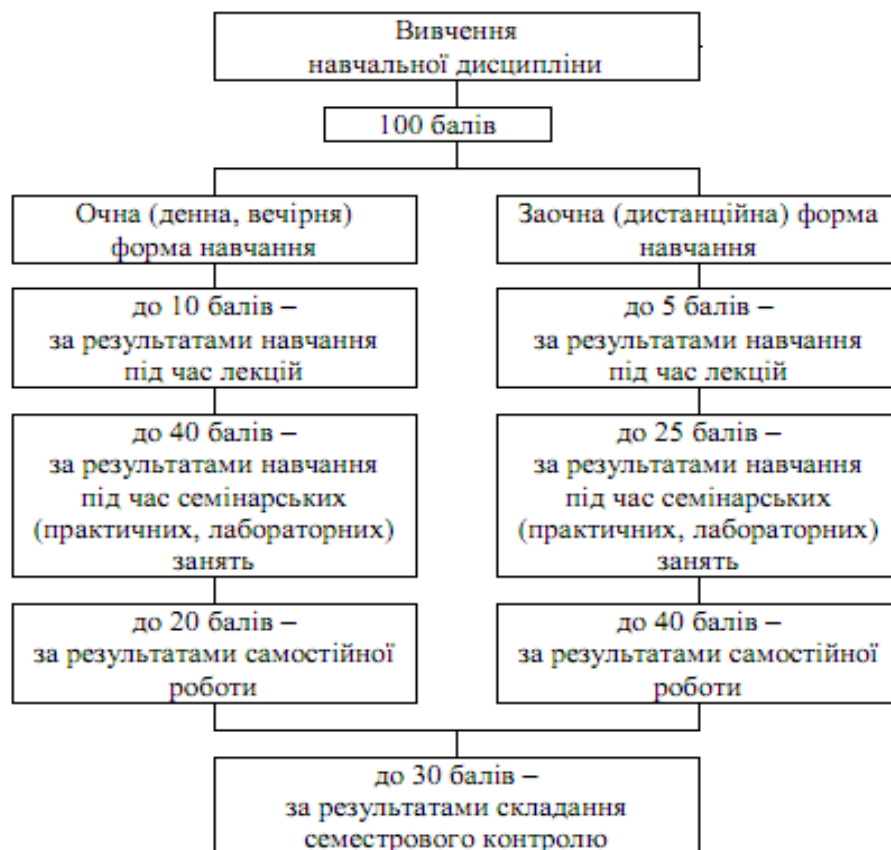 Вивчення
навчальної дисципліни
100 балів
Очна (денна, вечірня)
форма навчання
до 10 балів –
за результатами навчання
під час лекцій
до 40 балів –
за результатами навчання
під час семінарських
(практичних, лабораторних)
занять
до 20 балів –
за результатами самостійної
роботи
Заочна (дистанційна) форма
навчання
до 5 балів –
за результатами навчання
під час лекцій
до 25 балів –
за результатами навчання
під час семінарських
(практичних, лабораторних)
занять
до 40 балів –
за результатами самостійної
роботи
до 30 балів –
за результатами складання
семестрового контролю